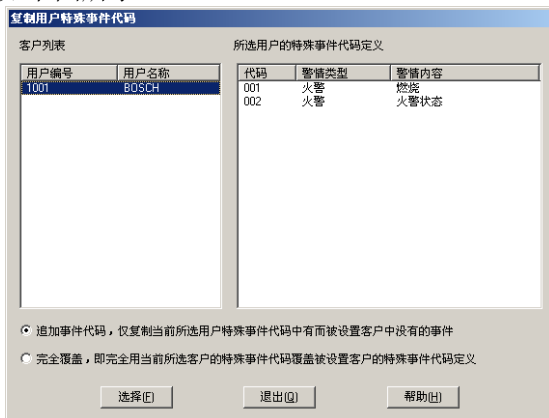 复制用户特殊事件代码
客户列表 所选用户的特殊事件代码定义
用户编号 用户名称 代码 警情类型 警情内容
1001 BOSCH 001 火警 燃烧
002 火警 火警状态
追加事件代码，仅复制当前所选用户特殊事件代码中有而被设置客户中没有的事件
完全覆盖，即完全用当前所选客户的特殊事件代码覆盖被设置客户的特殊事件代码定义
选择(F) 退出(Q) 帮助(H)